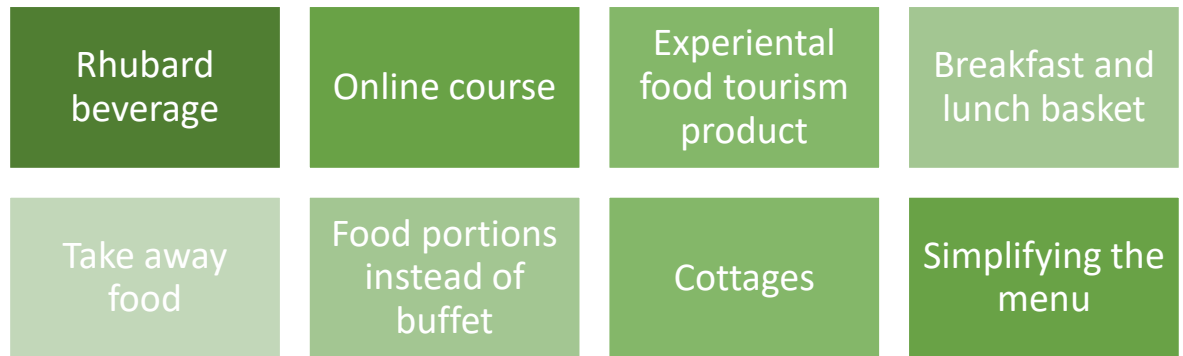 Rhubard
beverage
Online course
Experiental
food tourism
product
Breakfast and
lunch basket
Take away
food
Food portions
instead of
buffet
Cottages
Simplifying the
menu